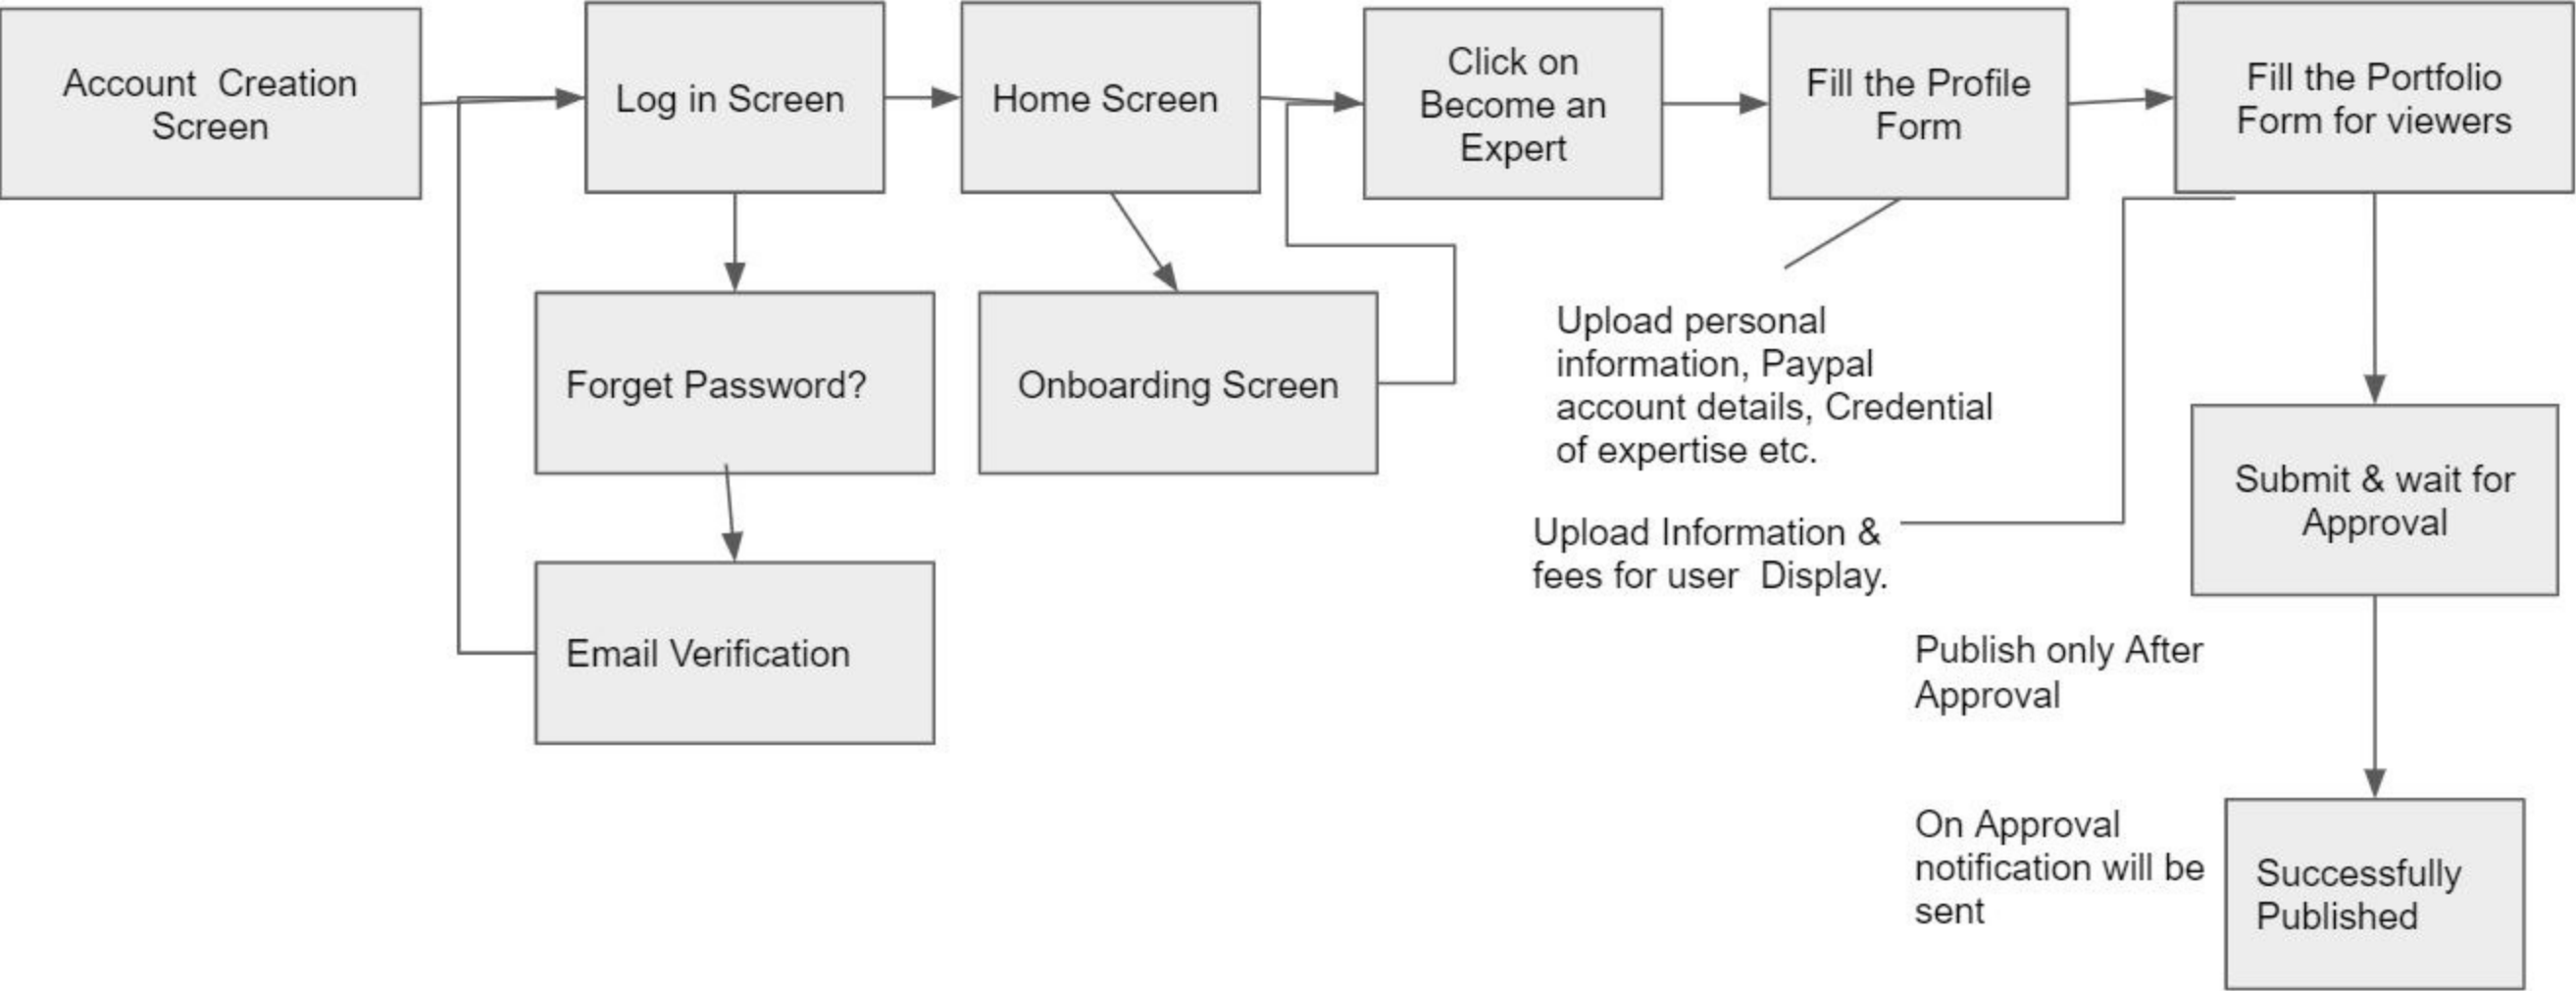 Account  Creation
Screen
Log in Screen
Home Screen
Click on
Become an
Expert
Fill the Profile
Form
Fill the Portfolio
Form for viewers
Forget Password?
Onboarding Screen
Upload personal
information, Paypal
account details, Credential
of expertise etc.
Submit & wait for
Approval
Upload Information &
fees for user  Display.
Email Verification
Publish only After
Approval
On Approval
notification will be
sent
Successfully
Published